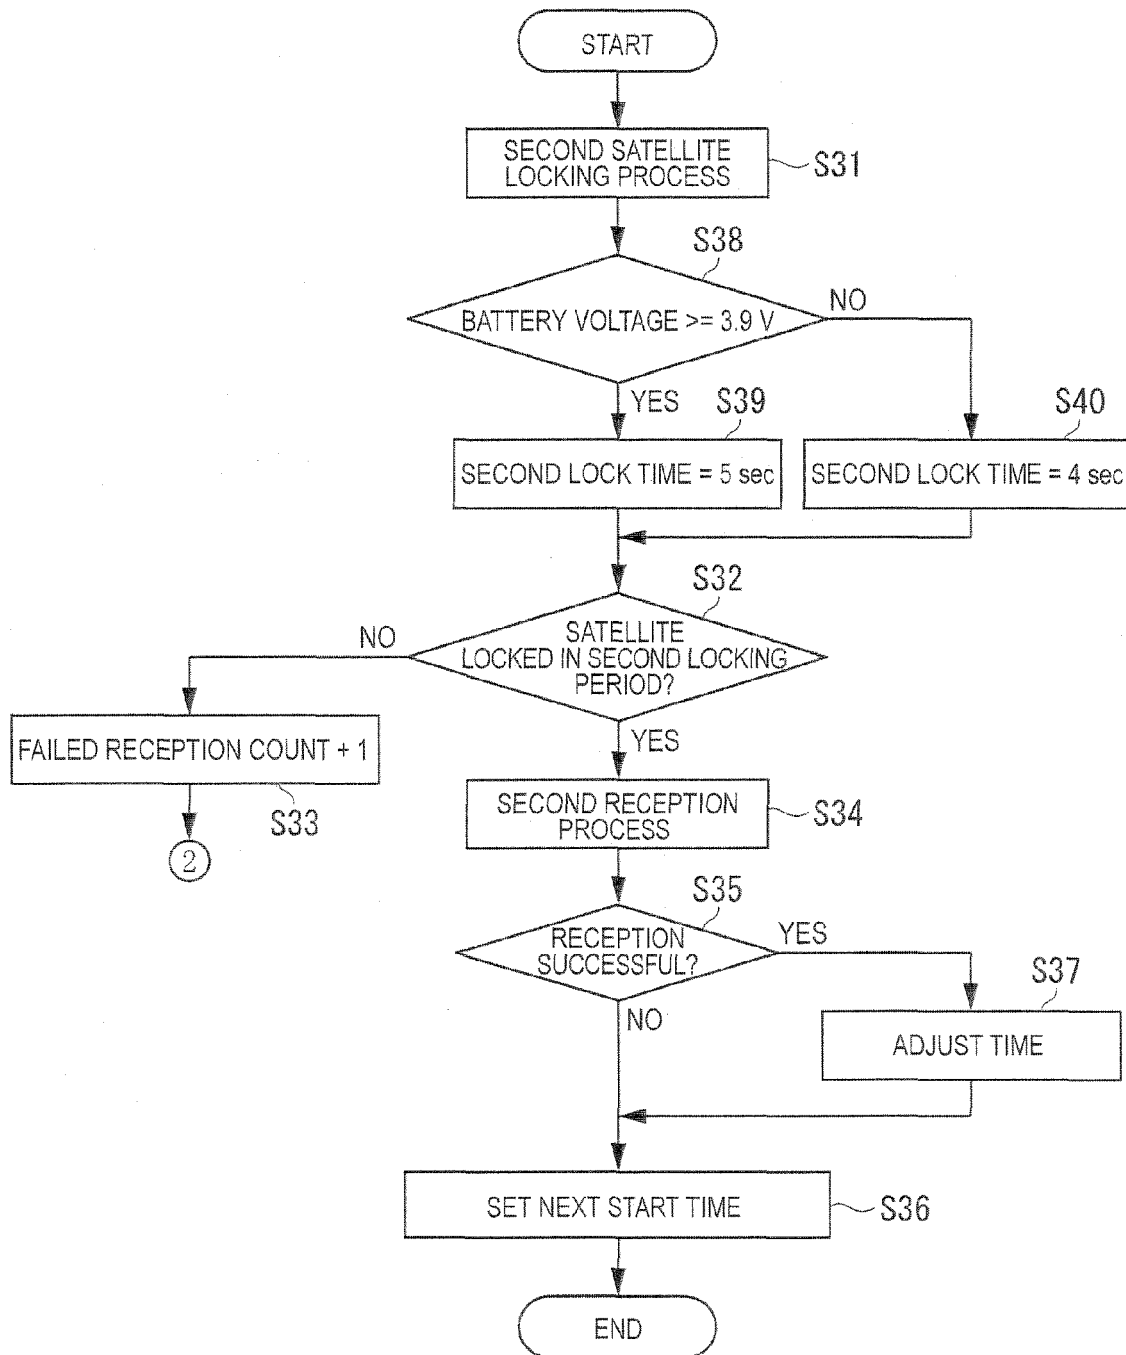 START
SECOND SATELLITE
LOCKING PROCESS
S31
S38
BATTERY VOLTAGE >= 3.9 V
NO
YES
S39
S40
SECOND LOCK TIME = 5 sec
SECOND LOCK TIME = 4 sec
S32
NO
SATELLITE
LOCKED IN SECOND LOCKING
PERIOD?
YES
FAILED RECEPTION COUNT + 1
S33
2
SECOND RECEPTION
PROCESS
S34
S35
RECEPTION
SUCCESSFUL?
YES
NO
S37
ADJUST TIME
SET NEXT START TIME
S36
END